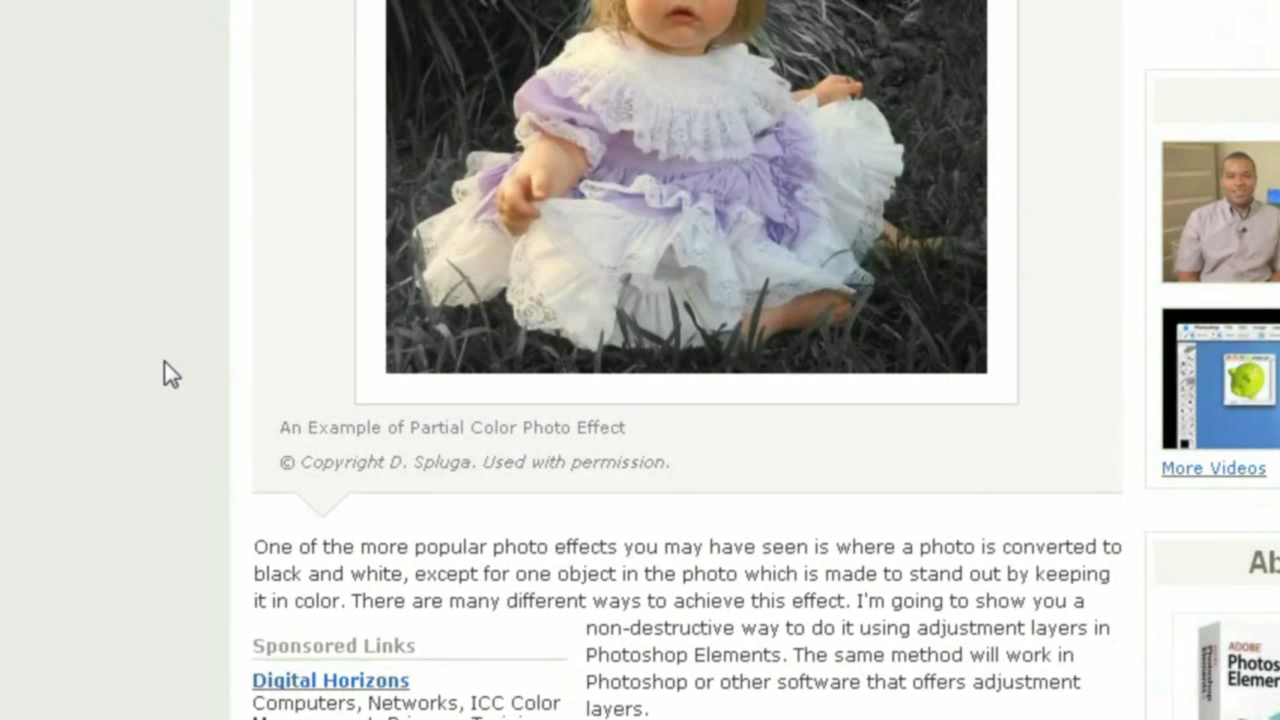 An Example of Partial Color Photo Effect
© Copyright D. Spluga. Used with permission.
One of the more popular photo effects you may have seen is where a photo is converted to
black and white, except for one object in the photo which is made to stand out by keeping
it in color. There are many different ways to achieve this effect. I'm going to show you a
non-destructive way to do it using adjustment layers in
Photoshop Elements. The same method will work in
Photoshop or other software that offers adjustment
layers.
Sponsored Links
Digital Horizons
Computers, Networks, ICC Color
More Videos
Ab
ADOBE
Photos
Elemen